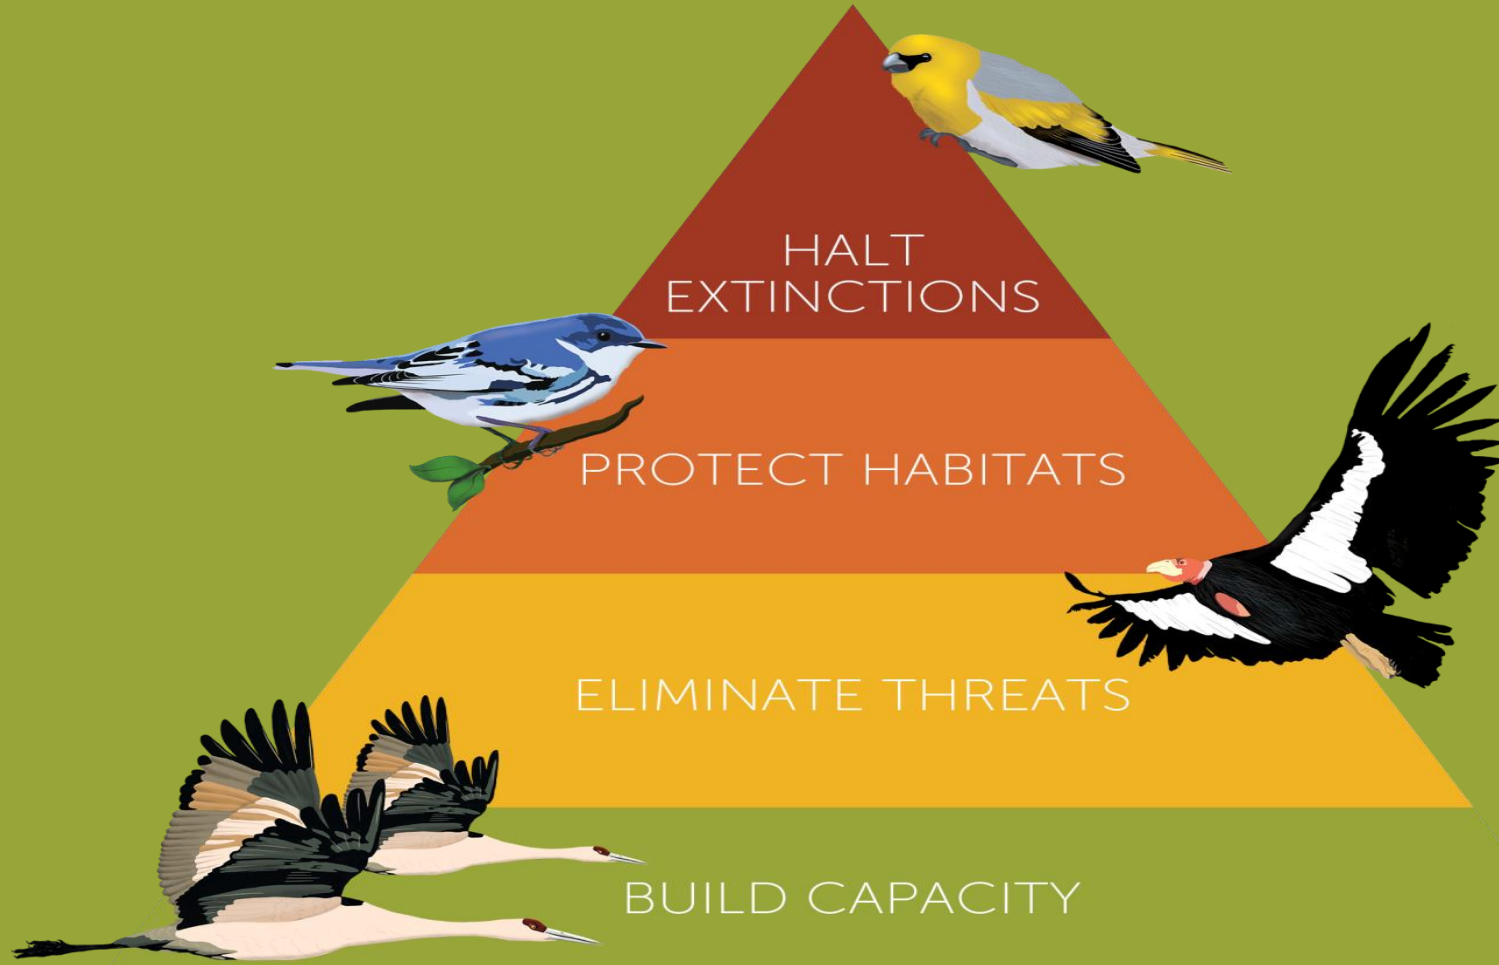 HALT
EXTINCTIONS
PROTECT HABITATS
ELIMINATE THREATS
BUILD CAPACITY